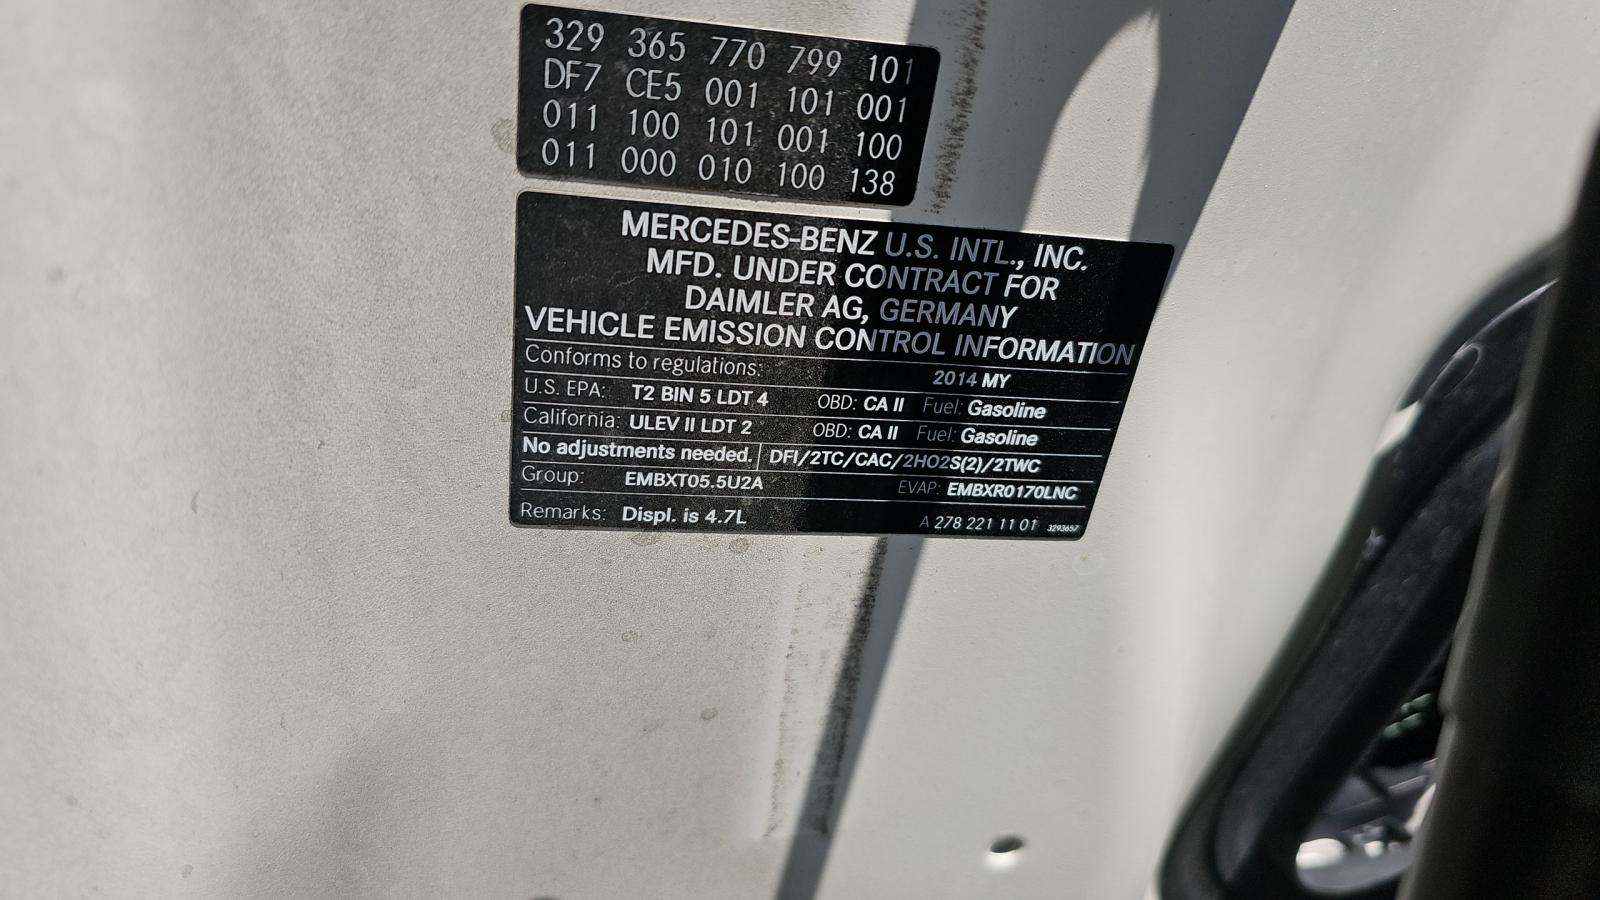 329 365 770 799 101
DF7 CE5 001 101 001
011 100 101 001 100
011 000 010 100 138
MERCEDES-BENZ U.S. INTL., INC.
MFD. UNDER CONTRACT FOR
DAIMLER AG, GERMANY
VEHICLE EMISSION CONTROL INFORMATION
Conforms to regulations: 2014 MY
U.S. EPA: T2 BIN 5 LDT 4 OBD: CA II Fuel: Gasoline
California: ULEV II LDT 2 OBD: CA II Fuel: Gasoline
No adjustments needed. DFI/2TC/CAC/2HO2S(2)/2TWC
Group: EMBXT05.5U2A EVAP: EMBXR0170LNC
Remarks: Displ. is 4.7L A 278 221 11 01 3293657